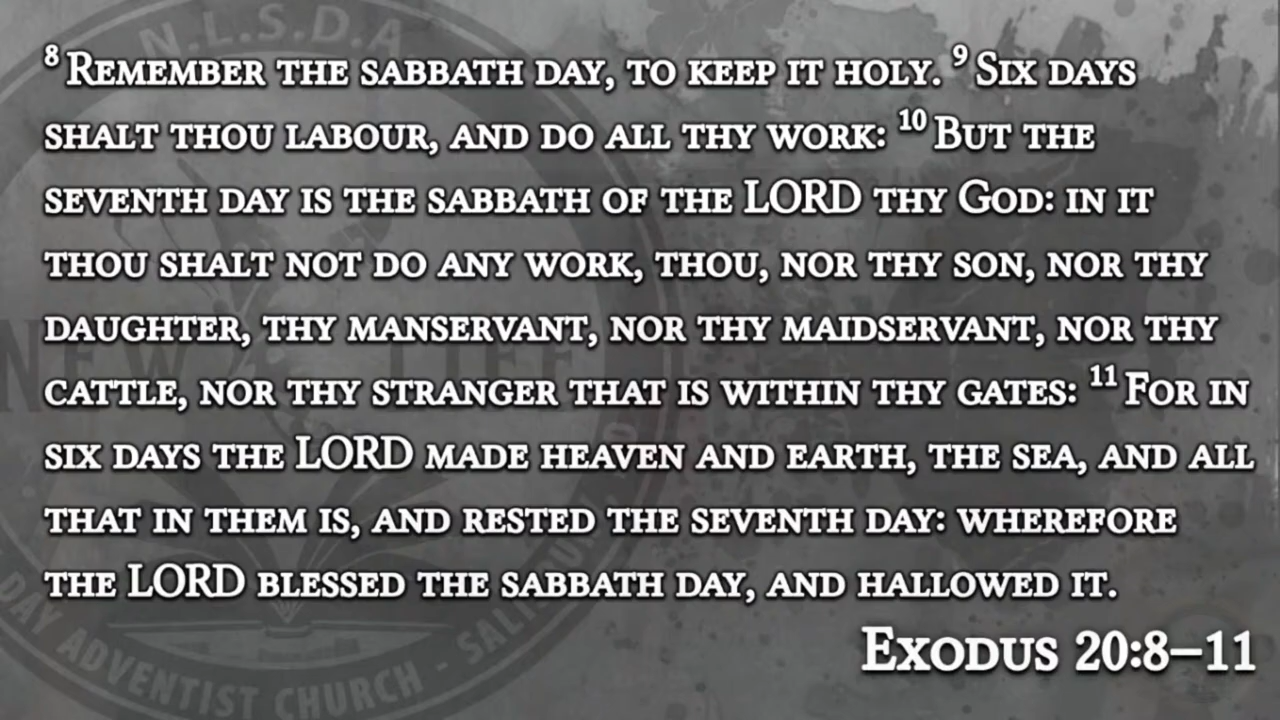 N.L.S.D.A
⁸ Remember the sabbath day, to keep it holy. ⁹ Six days
shalt thou labour, and do all thy work: ¹⁰ But the
seventh day is the sabbath of the LORD thy God: in it
thou shalt not do any work, thou, nor thy son, nor thy
daughter, thy manservant, nor thy maidservant, nor thy
cattle, nor thy stranger that is within thy gates: ¹¹ For in
six days the LORD made heaven and earth, the sea, and all
that in them is, and rested the seventh day: wherefore
the LORD blessed the sabbath day, and hallowed it.
Exodus 20:8–11
NEW LIFE
DAY ADVENTIST CHURCH -